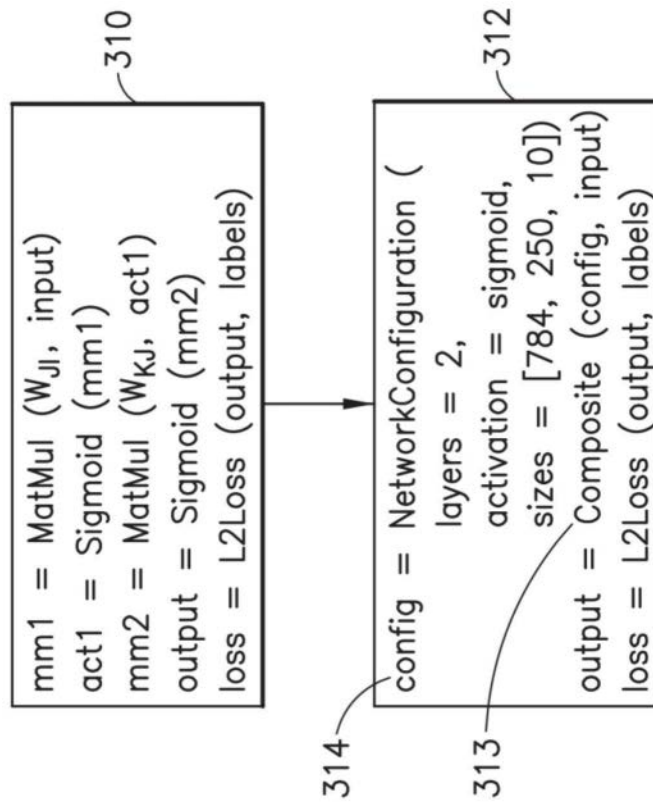 310
mm1 = MatMul (W_JI, input)
act1 = Sigmoid (mm1)
mm2 = MatMul (W_KJ, act1)
output = Sigmoid (mm2)
loss = L2Loss (output, labels)
312
314
config = NetworkConfiguration (
layers = 2,
activation = sigmoid,
sizes = [784, 250, 10])
313
output = Composite (config, input)
loss = L2Loss (output, labels)